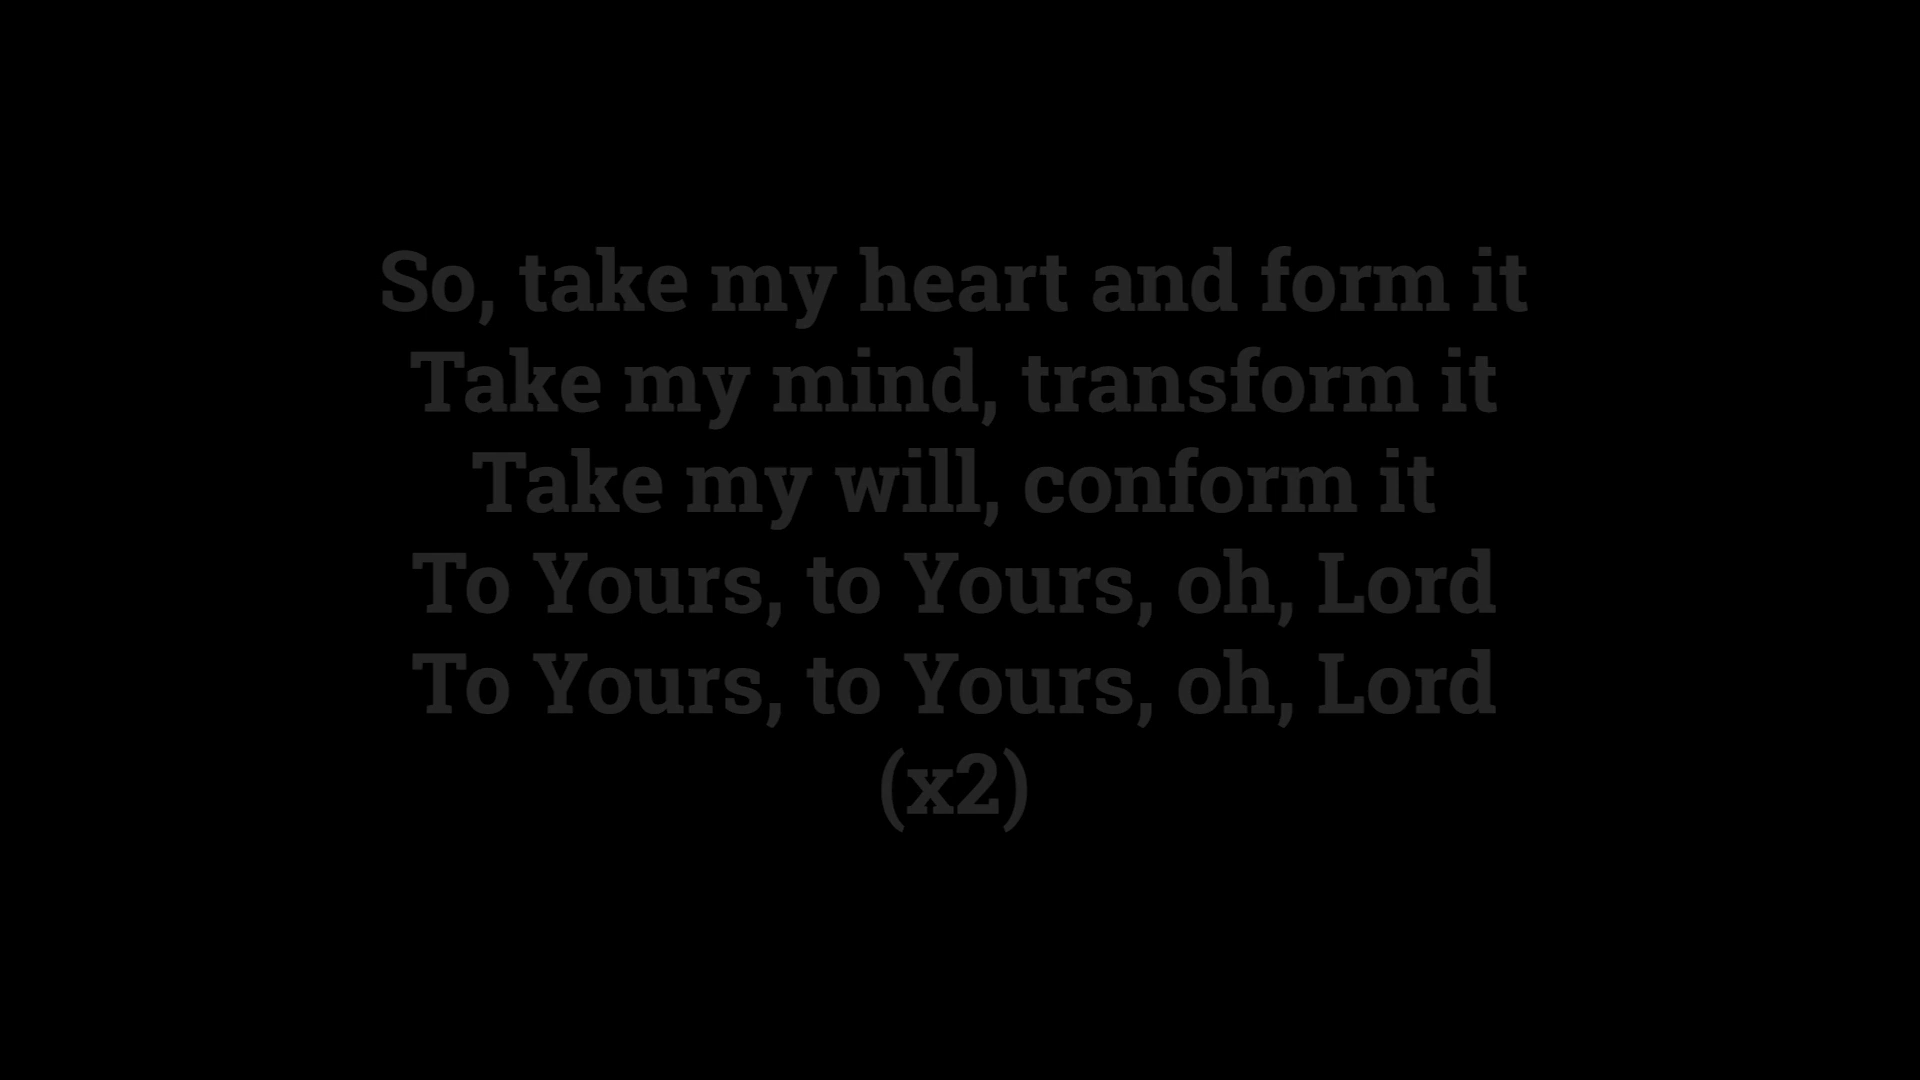 So, take my heart and form it
Take my mind, transform it
Take my will, conform it
To Yours, to Yours, oh, Lord
To Yours, to Yours, oh, Lord
(x2)